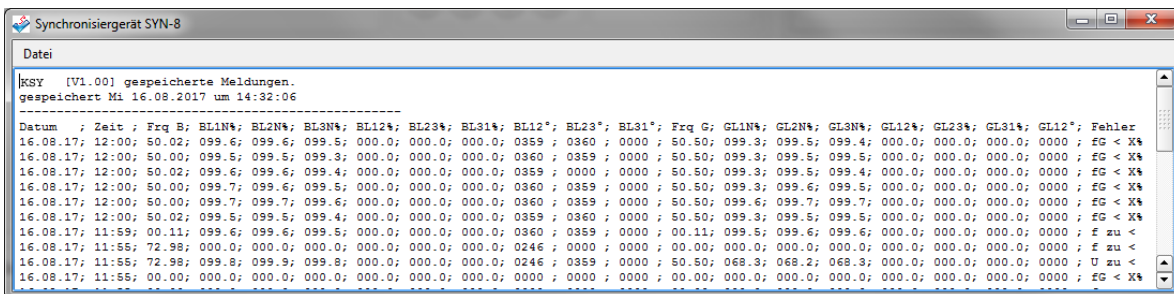 Synchronisiergerät SYN-8
Datei
KSY [V1.00] gespeicherte Meldungen.
gespeichert Mi 16.08.2017 um 14:32:06
---------------------------------------------------
Datum ; Zeit ; Frq B; BL1N%; BL2N%; BL3N%; BL12%; BL23%; BL31%; BL12°; BL23°; BL31°; Frq G; GL1N%; GL2N%; GL3N%; GL12%; GL23%; GL31%; GL12°; Fehler
16.08.17; 12:00; 50.02; 099.6; 099.6; 099.5; 000.0; 000.0; 000.0; 0359 ; 0360 ; 0000 ; 50.50; 099.3; 099.5; 099.4; 000.0; 000.0; 000.0; 0000 ; fG < X%
16.08.17; 12:00; 50.00; 099.5; 099.5; 099.3; 000.0; 000.0; 000.0; 0360 ; 0359 ; 0000 ; 50.50; 099.3; 099.5; 099.5; 000.0; 000.0; 000.0; 0000 ; fG < X%
16.08.17; 12:00; 50.02; 099.6; 099.6; 099.4; 000.0; 000.0; 000.0; 0359 ; 0000 ; 0000 ; 50.50; 099.3; 099.5; 099.4; 000.0; 000.0; 000.0; 0000 ; fG < X%
16.08.17; 12:00; 50.00; 099.7; 099.6; 099.5; 000.0; 000.0; 000.0; 0360 ; 0359 ; 0000 ; 50.50; 099.3; 099.6; 099.5; 000.0; 000.0; 000.0; 0000 ; fG < X%
16.08.17; 12:00; 50.00; 099.7; 099.7; 099.6; 000.0; 000.0; 000.0; 0360 ; 0359 ; 0000 ; 50.50; 099.6; 099.7; 099.7; 000.0; 000.0; 000.0; 0000 ; fG < X%
16.08.17; 12:00; 50.02; 099.5; 099.5; 099.4; 000.0; 000.0; 000.0; 0359 ; 0360 ; 0000 ; 50.50; 099.3; 099.5; 099.5; 000.0; 000.0; 000.0; 0000 ; fG < X%
16.08.17; 11:59; 00.11; 099.6; 099.6; 099.5; 000.0; 000.0; 000.0; 0360 ; 0359 ; 0000 ; 00.11; 099.5; 099.6; 099.6; 000.0; 000.0; 000.0; 0000 ; f zu <
16.08.17; 11:55; 72.98; 000.0; 000.0; 000.0; 000.0; 000.0; 000.0; 0246 ; 0000 ; 0000 ; 00.00; 000.0; 000.0; 000.0; 000.0; 000.0; 000.0; 0000 ; f zu <
16.08.17; 11:55; 72.98; 099.8; 099.9; 099.8; 000.0; 000.0; 000.0; 0246 ; 0359 ; 0000 ; 50.50; 068.3; 068.2; 068.3; 000.0; 000.0; 000.0; 0000 ; U zu <
16.08.17; 11:55; 00.00; 000.0; 000.0; 000.0; 000.0; 000.0; 000.0; 0000 ; 0000 ; 0000 ; 00.00; 000.0; 000.0; 000.0; 000.0; 000.0; 000.0; 0000 ; fG < X%